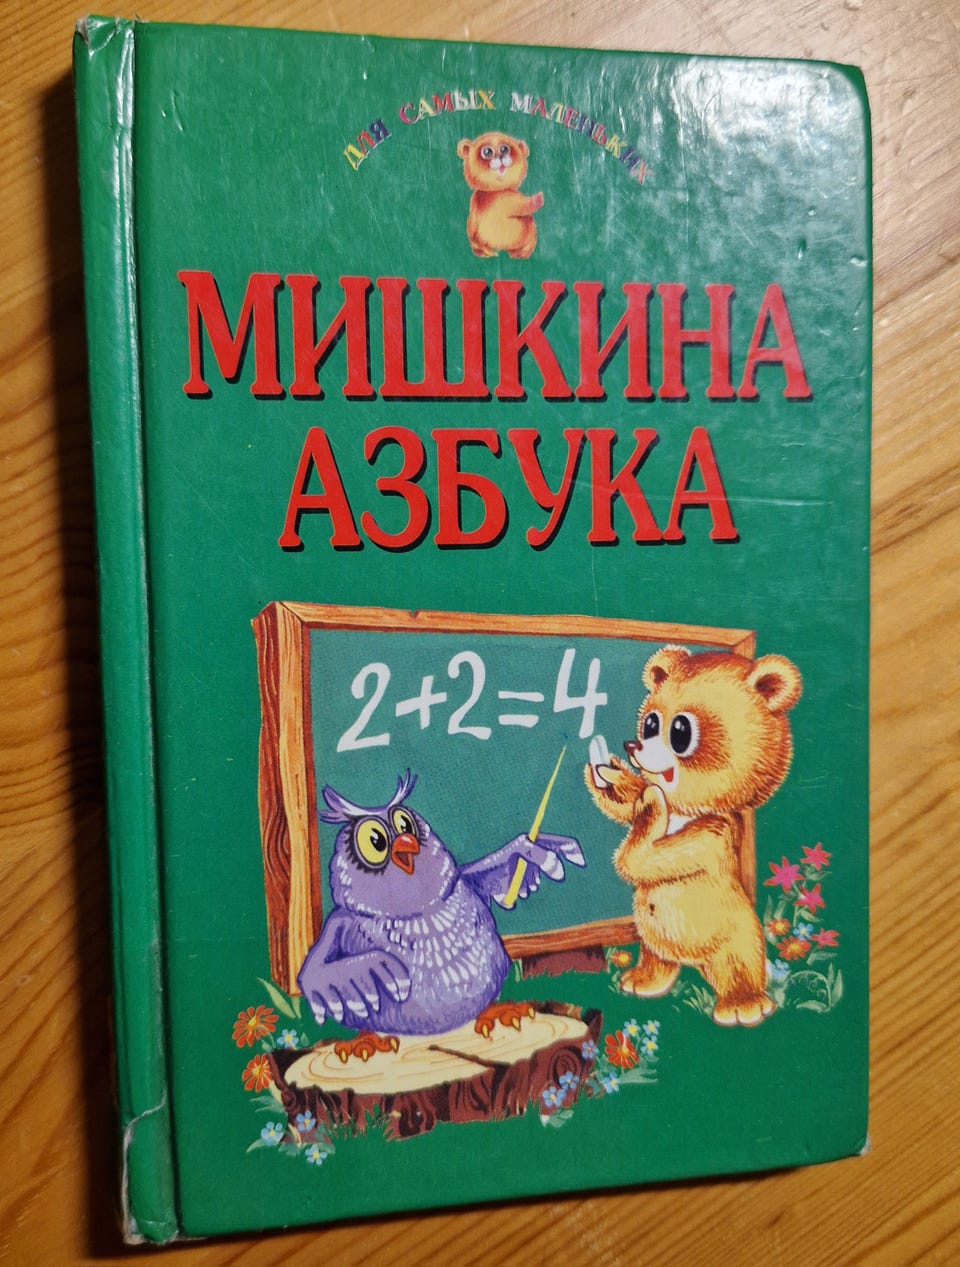 ДЛЯ САМЫХ МАЛЕНЬКИХ
МИШКИНА
АЗБУКА
2+2=4